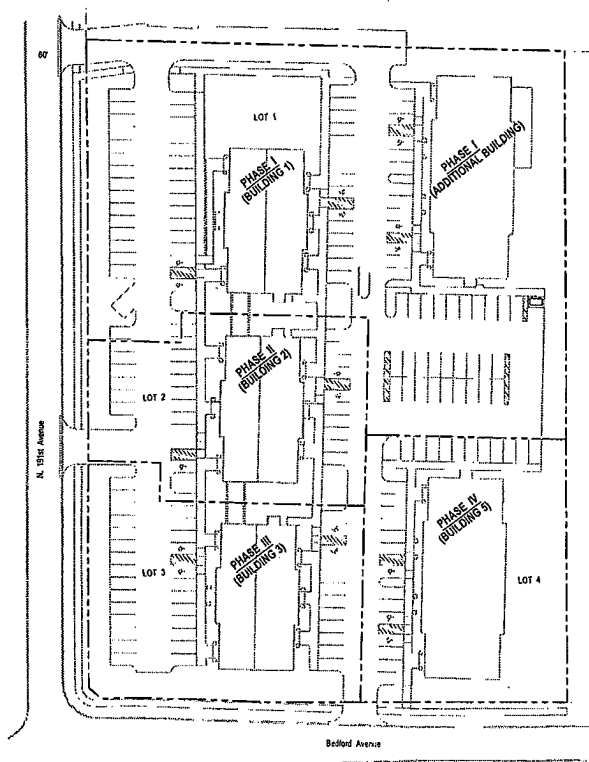 60'
LOT 1
PHASE I
(BUILDING 1)
PHASE I
(ADDITIONAL BUILDING)
PHASE II
(BUILDING 2)
LOT 2
N. 191st Avenue
PHASE III
(BUILDING 3)
LOT 3
PHASE IV
(BUILDING 5)
LOT 4
Bedford Avenue